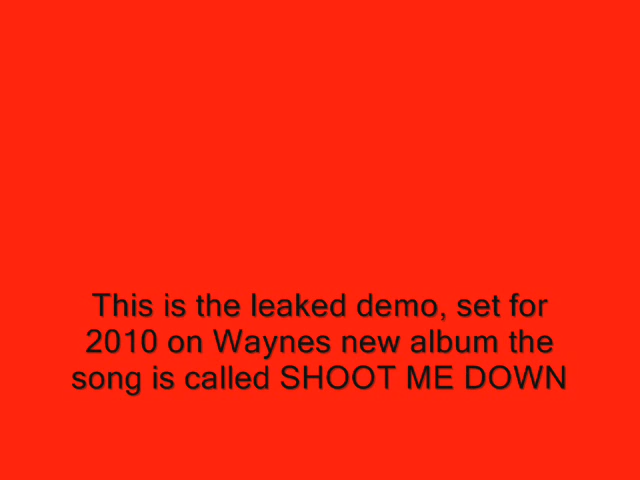 This is the leaked demo, set for
2010 on Waynes new album the
song is called SHOOT ME DOWN